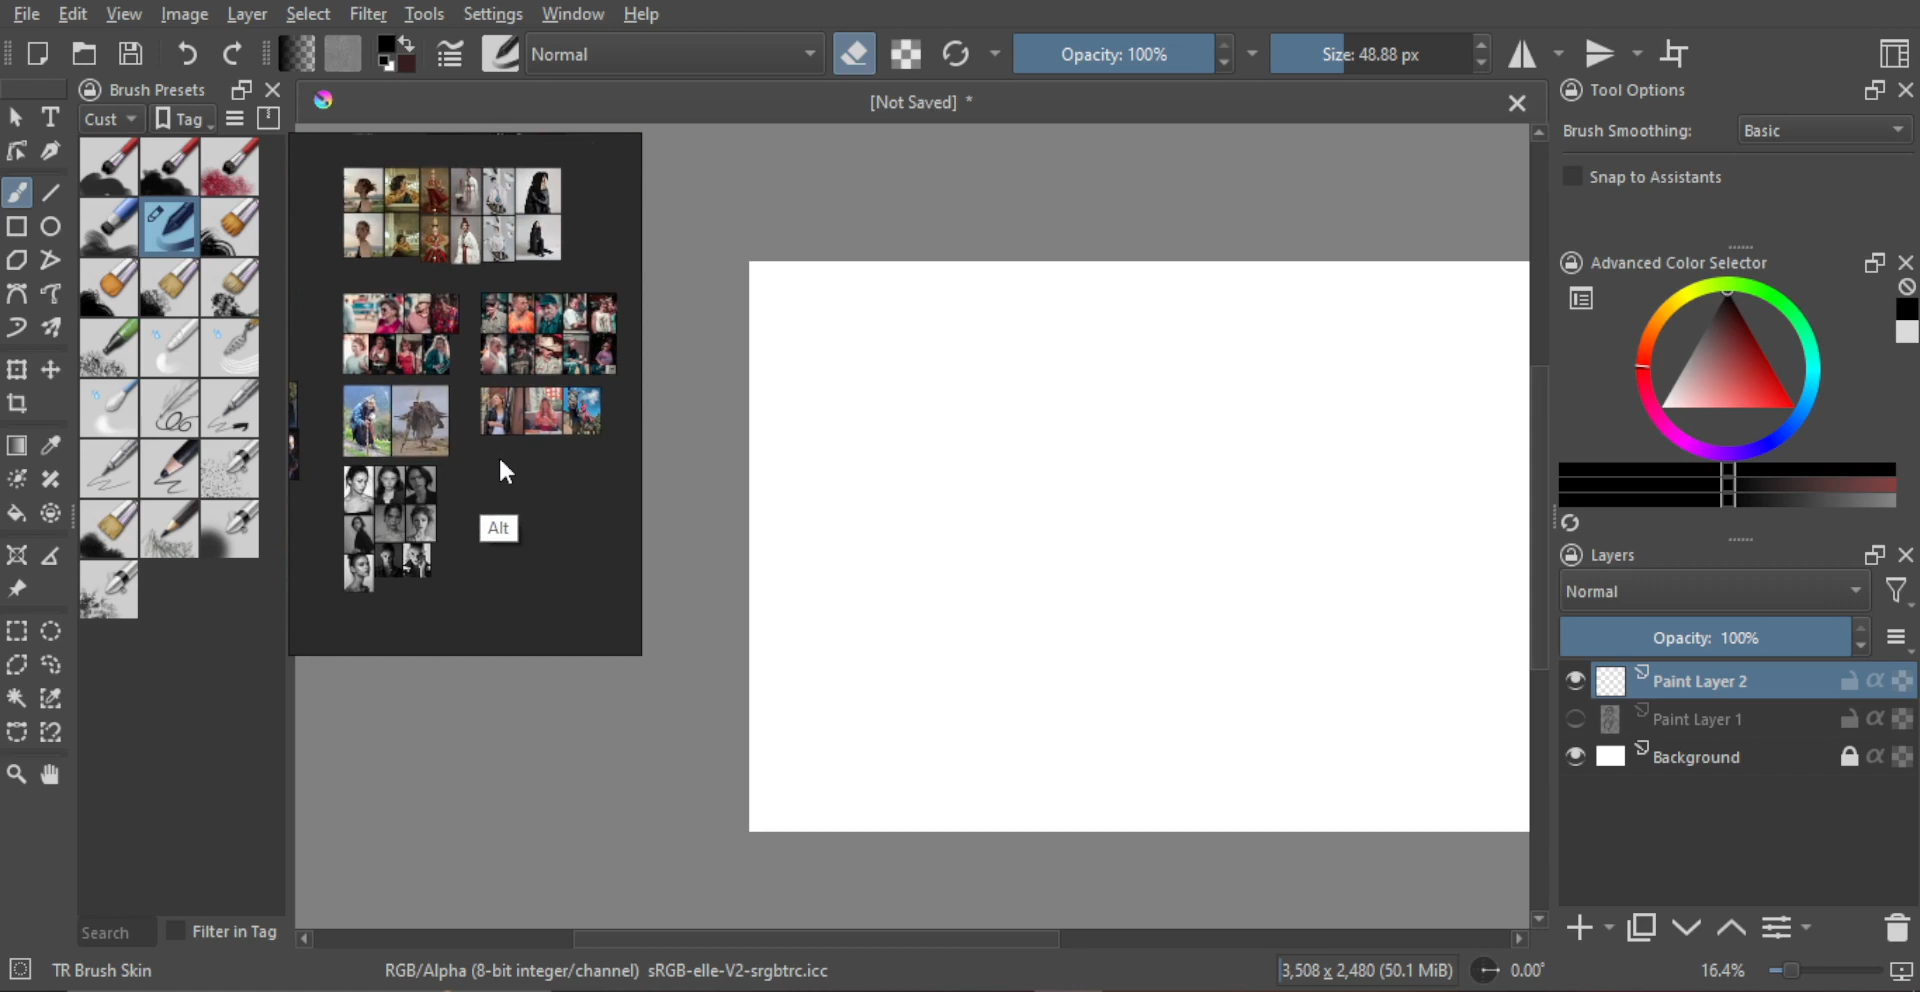 File Edit View Image Layer Select Filter Tools Settings Window Help
Normal Opacity: 100% Size: 48.88 px
Brush Presets
Cust Tag
[Not Saved] *
Alt
Tool Options
Brush Smoothing: Basic
Snap to Assistants
Advanced Color Selector
Layers
Normal
Opacity: 100%
Paint Layer 2
Paint Layer 1
Background
Search Filter in Tag
TR Brush Skin RGB/Alpha (8-bit integer/channel) sRGB-elle-V2-srgbtrc.icc 3,508 x 2,480 (50.1 MiB) 0.00° 16.4%